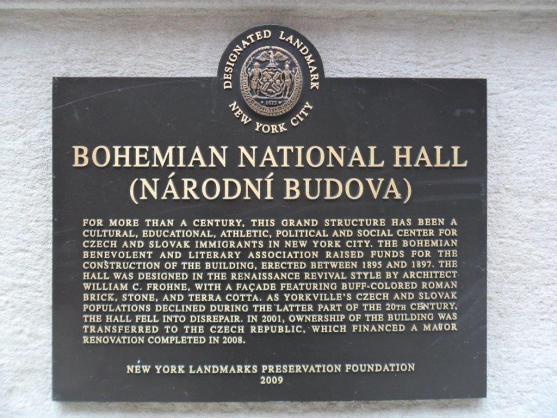 DESIGNATED LANDMARK
NEW YORK CITY
BOHEMIAN NATIONAL HALL
(NÁRODNÍ BUDOVA)
FOR MORE THAN A CENTURY, THIS GRAND STRUCTURE HAS BEEN A
CULTURAL, EDUCATIONAL, ATHLETIC, POLITICAL AND SOCIAL CENTER FOR
CZECH AND SLOVAK IMMIGRANTS IN NEW YORK CITY. THE BOHEMIAN
BENEVOLENT AND LITERARY ASSOCIATION RAISED FUNDS FOR THE
CONSTRUCTION OF THE BUILDING, ERECTED BETWEEN 1895 AND 1897. THE
HALL WAS DESIGNED IN THE RENAISSANCE REVIVAL STYLE BY ARCHITECT
WILLIAM C. FROHNE, WITH A FAÇADE FEATURING BUFF-COLORED ROMAN
BRICK, STONE, AND TERRA COTTA. AS YORKVILLE'S CZECH AND SLOVAK
POPULATIONS DECLINED DURING THE LATTER PART OF THE 20TH CENTURY,
THE HALL FELL INTO DISREPAIR. IN 2001, OWNERSHIP OF THE BUILDING WAS
TRANSFERRED TO THE CZECH REPUBLIC, WHICH FINANCED A MAJOR
RENOVATION COMPLETED IN 2008.
NEW YORK LANDMARKS PRESERVATION FOUNDATION
2009